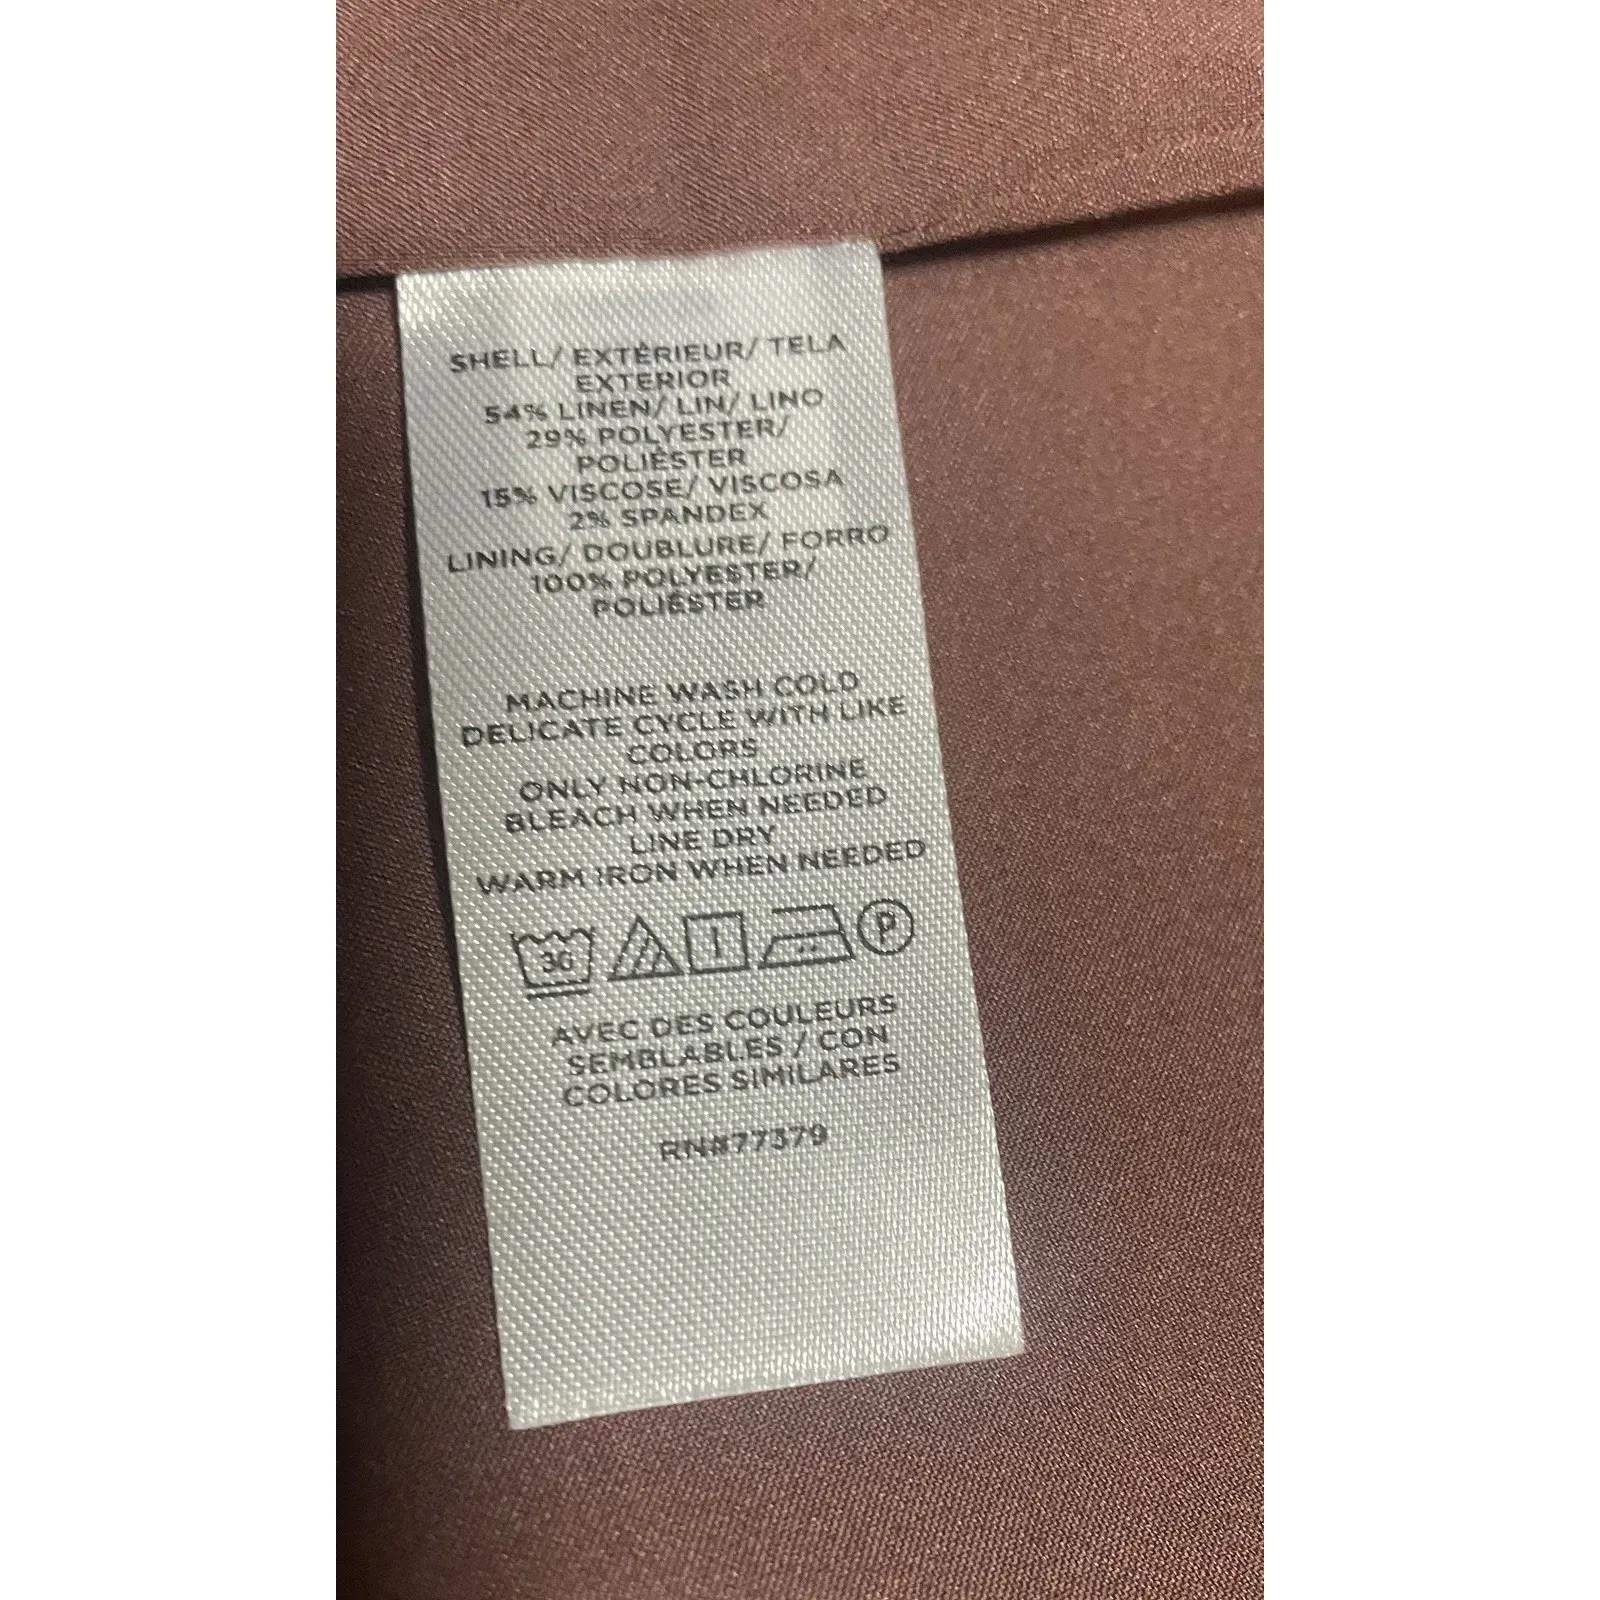 SHELL/ EXTÉRIEUR/ TELA
EXTERIOR
54% LINEN/ LIN/ LINO
29% POLYESTER/
POLIÉSTER
15% VISCOSE/ VISCOSA
2% SPANDEX
LINING/ DOUBLURE/ FORRO
100% POLYESTER/
POLIÉSTER
MACHINE WASH COLD
DELICATE CYCLE WITH LIKE
COLORS
ONLY NON-CHLORINE
BLEACH WHEN NEEDED
LINE DRY
WARM IRON WHEN NEEDED
30 P
AVEC DES COULEURS
SEMBLABLES / CON
COLORES SIMILARES
RN#77379